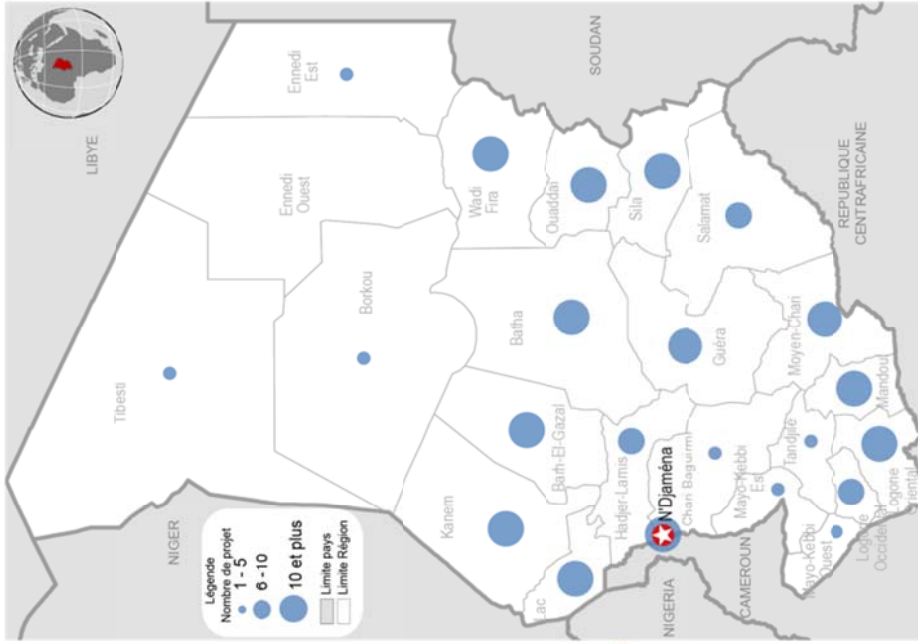 LIBYE
NIGER
SOUDAN
REPUBLIQUE
CENTRAFRICAINE
CAMEROUN
NIGERIA
Légende
Nombre de projet
1 - 5
6 -10
10 et plus
Limite pays
Limite Région
Tibesti
Ennedi
Est
Ennedi
Ouest
Borkou
Wadi
Fira
Kanem
Barh-El-Gazal
Batha
Ouaddaï
Sila
Lac
Hadjer-Lamis
N'Djaména
Chari Baguirmi
Guéra
Salamat
Mayo-Kebbi
Est
Moyen-Chari
Tandjilé
Mandoul
Mayo-Kebbi
Ouest
Logone
Occidental
Logone
Oriental